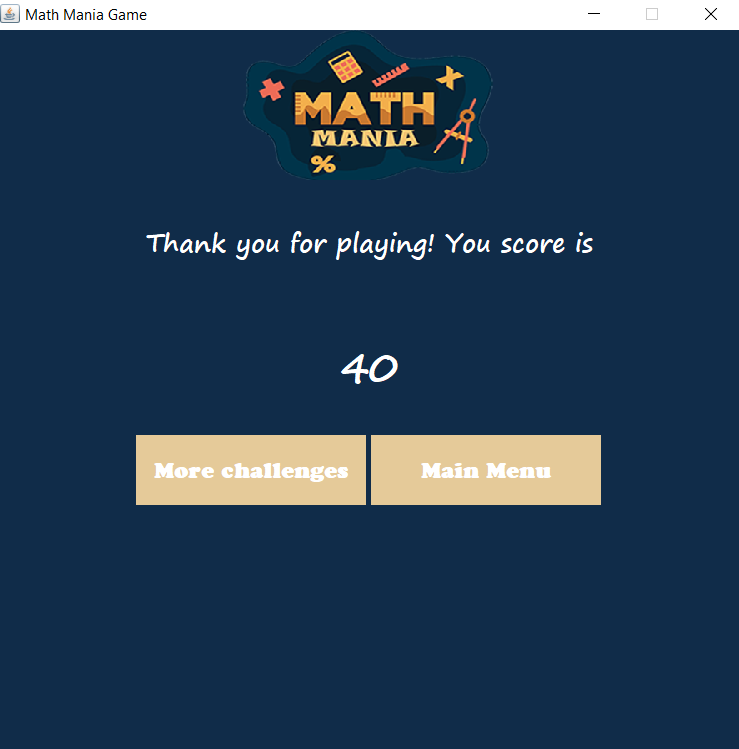 Math Mania Game
MATH
MANIA
%
Thank you for playing! You score is
40
More challenges
Main Menu